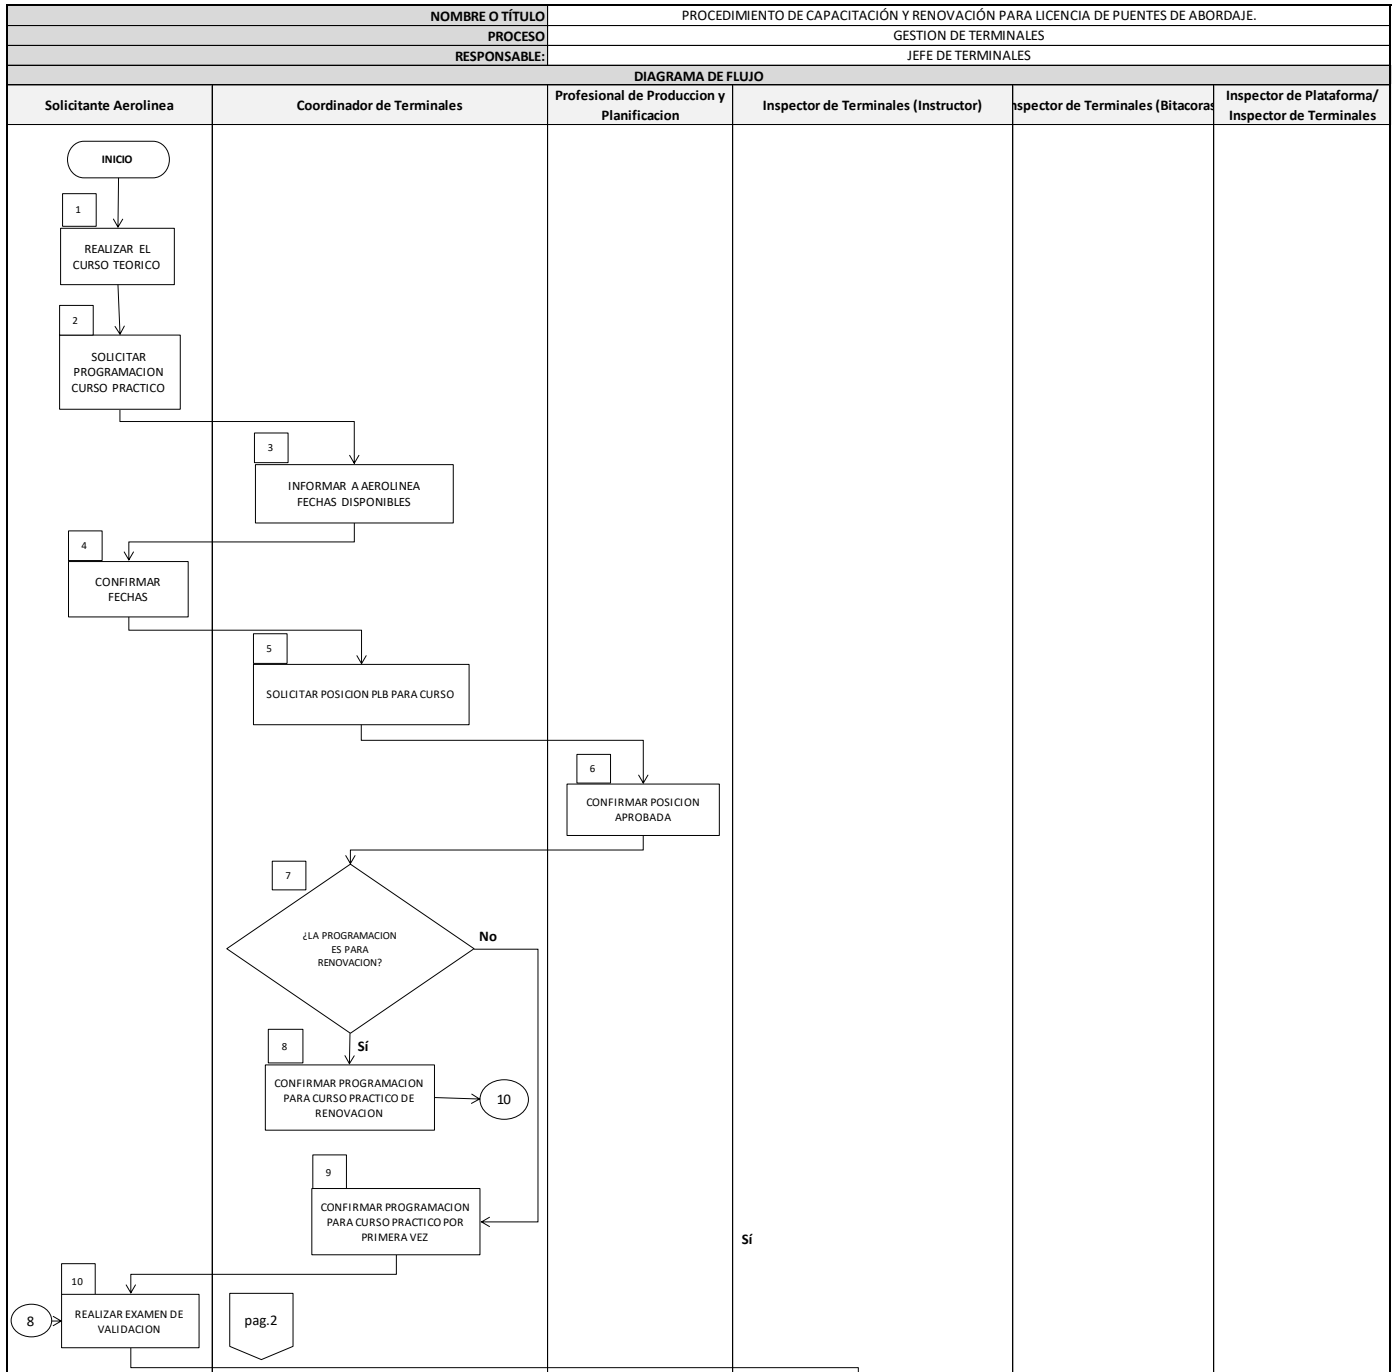 NOMBRE O TÍTULO
PROCEDIMIENTO DE CAPACITACIÓN Y RENOVACIÓN PARA LICENCIA DE PUENTES DE ABORDAJE.
PROCESO
GESTION DE TERMINALES
RESPONSABLE:
JEFE DE TERMINALES
DIAGRAMA DE FLUJO
Solicitante Aerolinea
Coordinador de Terminales
Profesional de Produccion y
Planificacion
Inspector de Terminales (Instructor)
nspector de Terminales (Bitacoras
Inspector de Plataforma/
Inspector de Terminales
INICIO
1
REALIZAR EL
CURSO TEORICO
2
SOLICITAR
PROGRAMACION
CURSO PRACTICO
3
INFORMAR A AEROLINEA
FECHAS DISPONIBLES
4
CONFIRMAR
FECHAS
5
SOLICITAR POSICION PLB PARA CURSO
6
CONFIRMAR POSICION
APROBADA
7
¿LA PROGRAMACION
ES PARA
RENOVACION?
No
Sí
8
CONFIRMAR PROGRAMACION
PARA CURSO PRACTICO DE
RENOVACION
10
9
CONFIRMAR PROGRAMACION
PARA CURSO PRACTICO POR
PRIMERA VEZ
Sí
10
8
REALIZAR EXAMEN DE
VALIDACION
pag.2